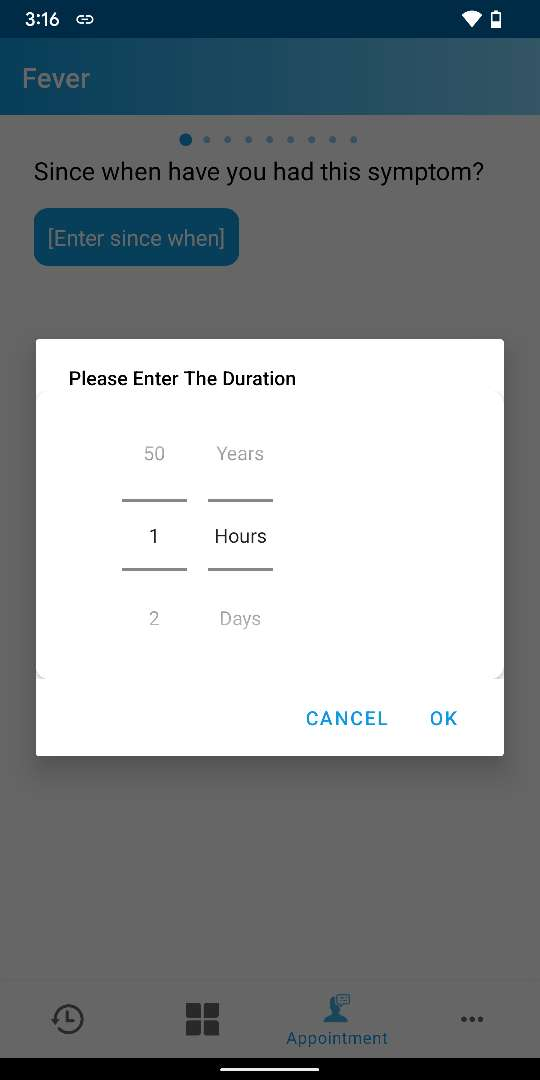 3:16
Fever
Since when have you had this symptom?
[Enter since when]
Please Enter The Duration
50 Years
1 Hours
2 Days
CANCEL OK
Appointment